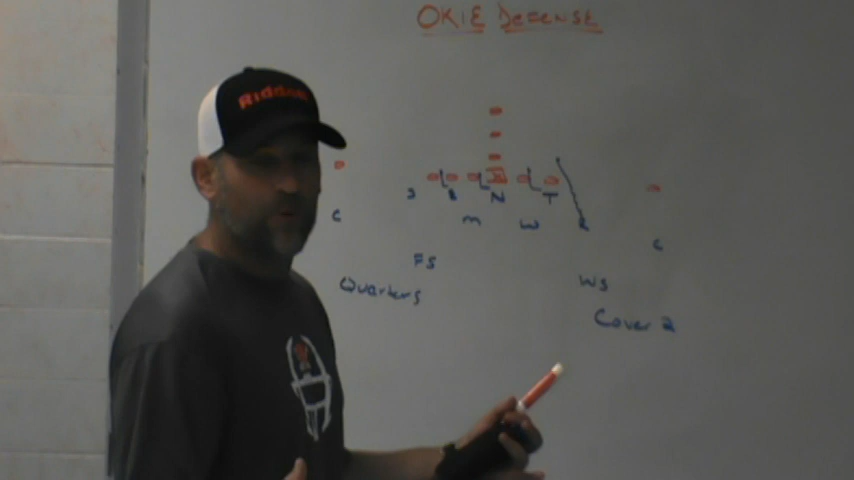 OKIE Defense
Riddell
S B N T
C m W R C
FS
WS
Quarters
Cover 2